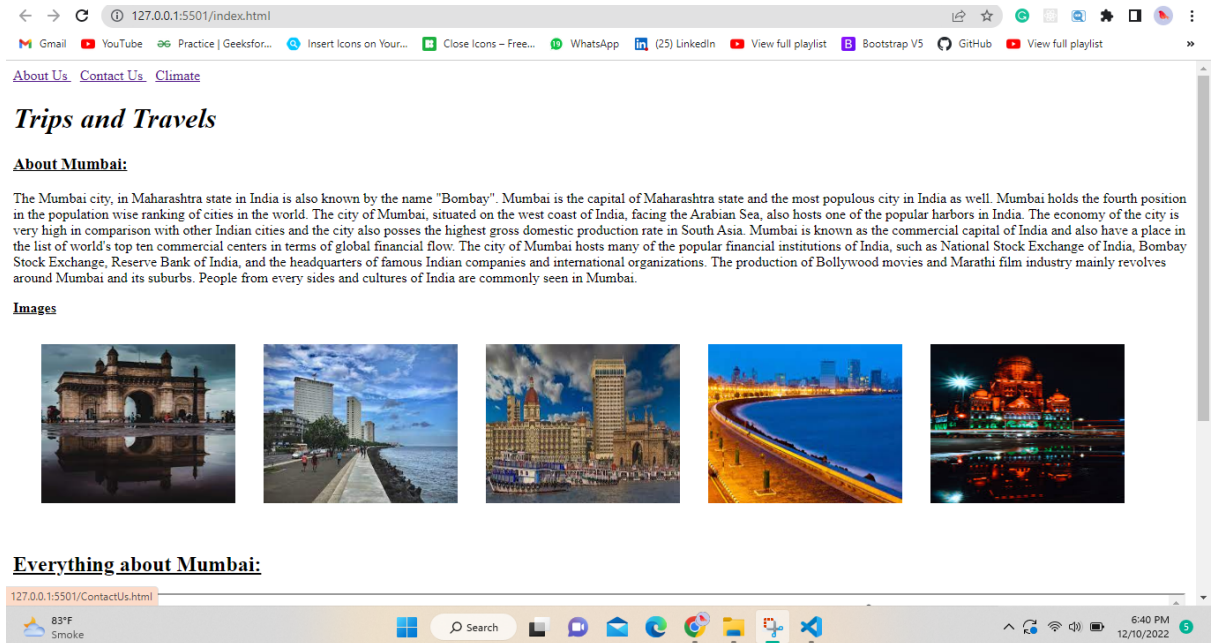 127.0.0.1:5501/index.html
Gmail YouTube Practice | Geeksfor... Insert Icons on Your... Close Icons – Free... WhatsApp (25) LinkedIn View full playlist Bootstrap V5 GitHub View full playlist »
About Us Contact Us Climate
Trips and Travels
About Mumbai:
The Mumbai city, in Maharashtra state in India is also known by the name "Bombay". Mumbai is the capital of Maharashtra state and the most populous city in India as well. Mumbai holds the fourth position
in the population wise ranking of cities in the world. The city of Mumbai, situated on the west coast of India, facing the Arabian Sea, also hosts one of the popular harbors in India. The economy of the city is
very high in comparison with other Indian cities and the city also posses the highest gross domestic production rate in South Asia. Mumbai is known as the commercial capital of India and also have a place in
the list of world's top ten commercial centers in terms of global financial flow. The city of Mumbai hosts many of the popular financial institutions of India, such as National Stock Exchange of India, Bombay
Stock Exchange, Reserve Bank of India, and the headquarters of famous Indian companies and international organizations. The production of Bollywood movies and Marathi film industry mainly revolves
around Mumbai and its suburbs. People from every sides and cultures of India are commonly seen in Mumbai.
Images
Everything about Mumbai:
127.0.0.1:5501/ContactUs.html
83°F
Smoke
Search
6:40 PM
12/10/2022
5